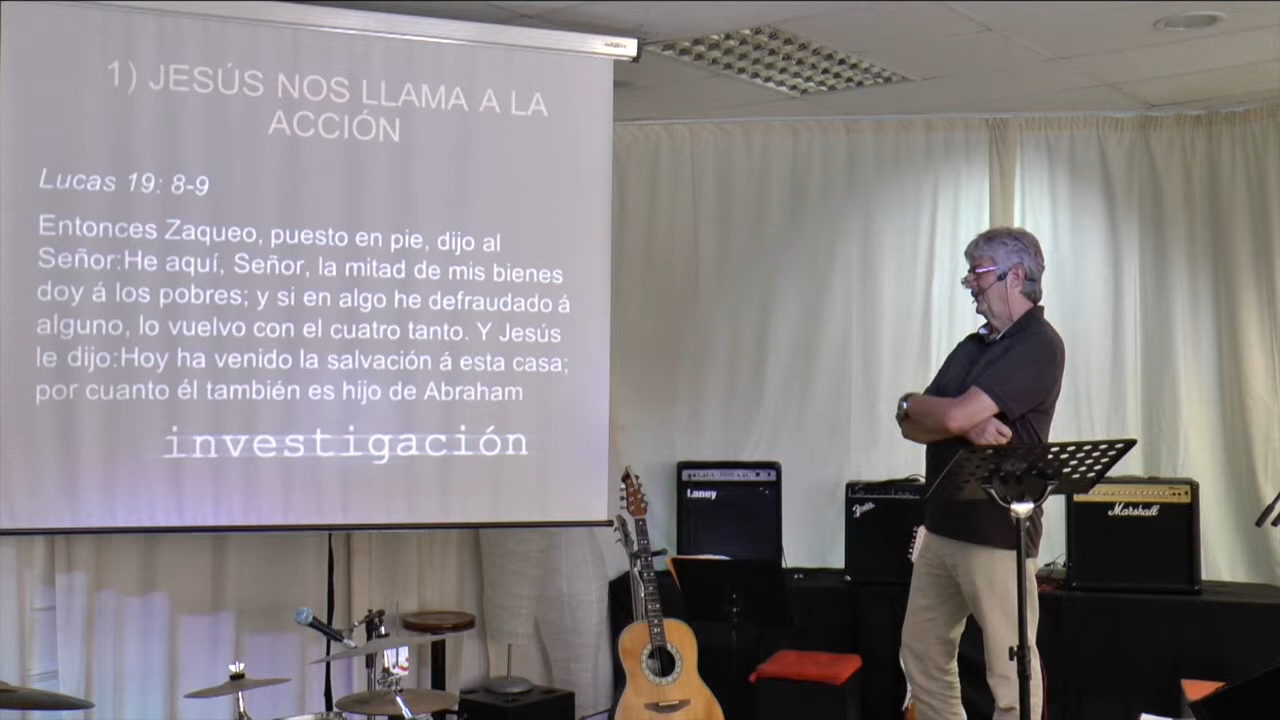 1) JESÚS NOS LLAMA A LA
ACCIÓN
Lucas 19: 8-9
Entonces Zaqueo, puesto en pie, dijo al
Señor:He aquí, Señor, la mitad de mis bienes
doy á los pobres; y si en algo he defraudado á
alguno, lo vuelvo con el cuatro tanto. Y Jesús
le dijo:Hoy ha venido la salvación á esta casa;
por cuanto él también es hijo de Abraham
investigación
Laney
Fender
Marshall